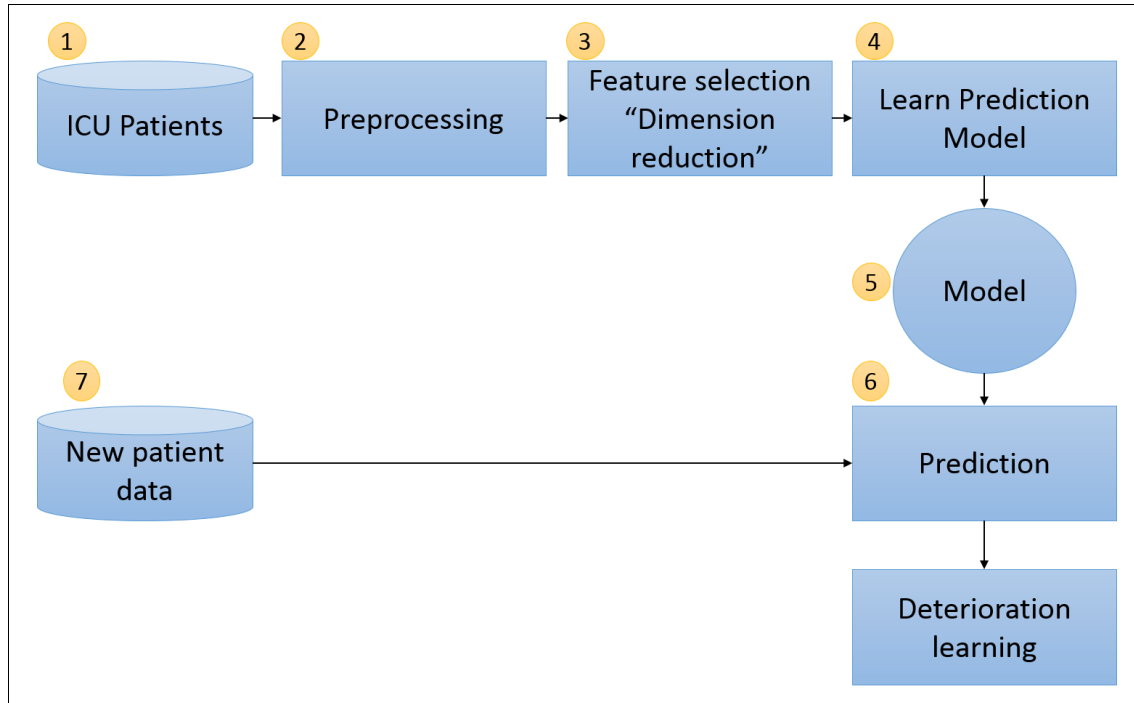 1
ICU Patients
2
Preprocessing
3
Feature selection
“Dimension
reduction”
4
Learn Prediction
Model
5
Model
7
New patient
data
6
Prediction
Deterioration
learning